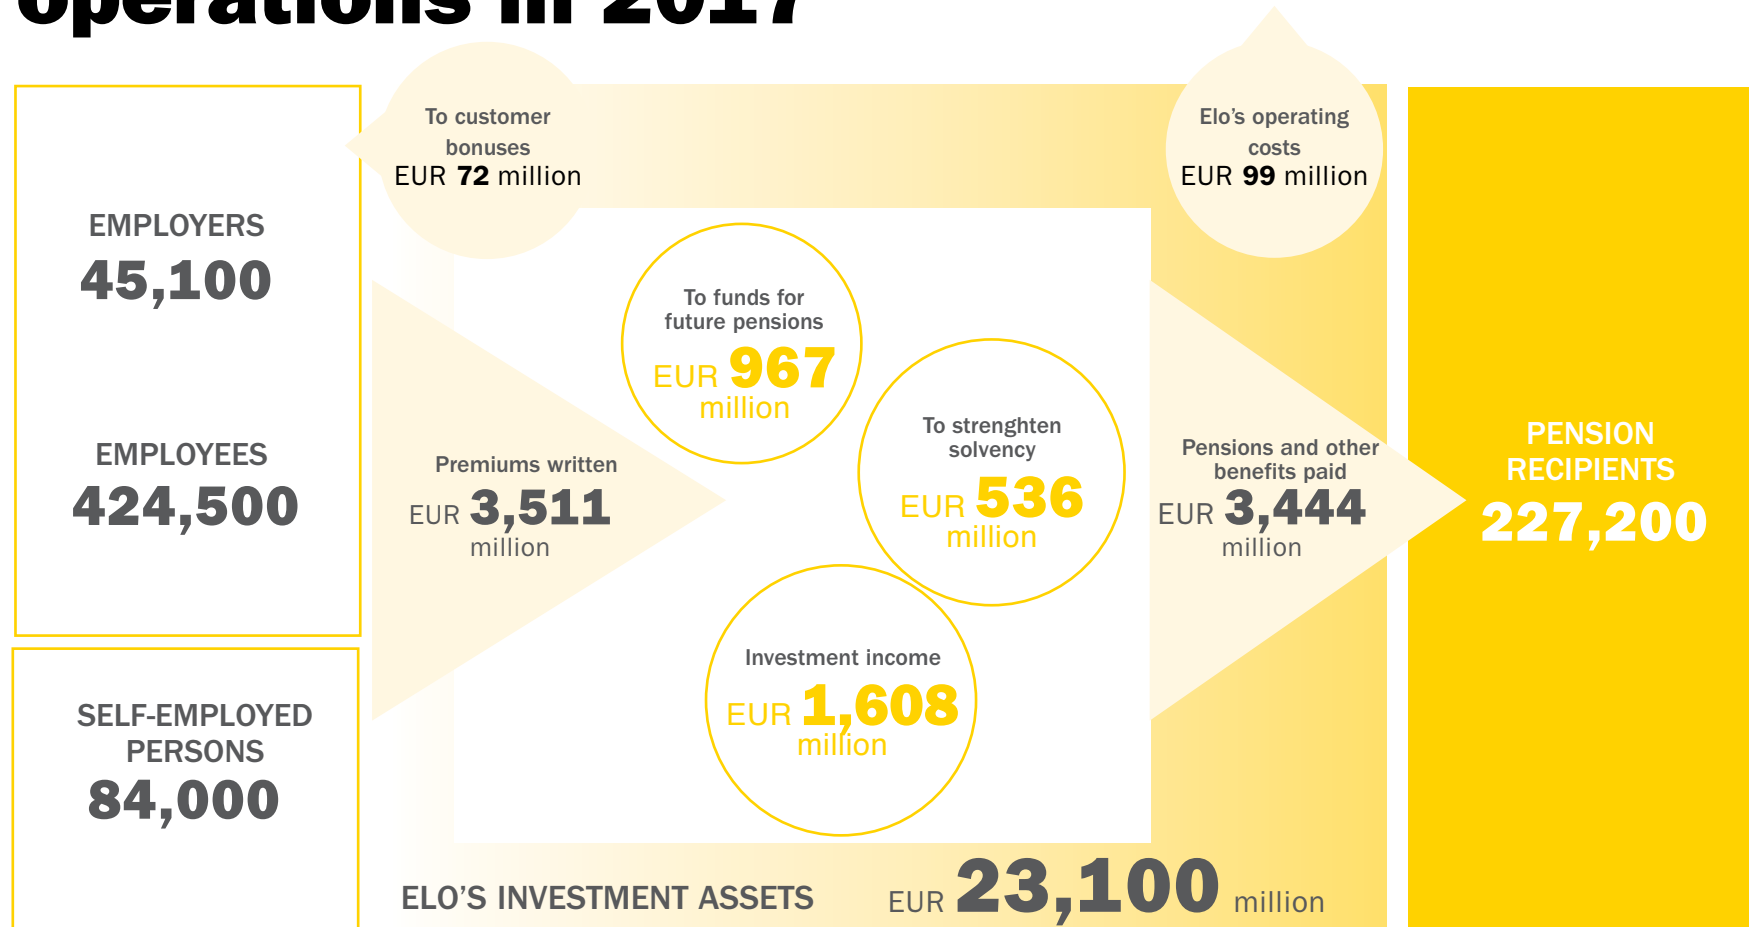 operations in 2017
To customer
bonuses
EUR 72 million
Elo's operating
costs
EUR 99 million
EMPLOYERS
45,100
EMPLOYEES
424,500
SELF-EMPLOYED
PERSONS
84,000
Premiums written
EUR 3,511
million
To funds for
future pensions
EUR 967
million
To strenghten
solvency
EUR 536
million
Investment income
EUR 1,608
million
Pensions and other
benefits paid
EUR 3,444
million
PENSION
RECIPIENTS
227,200
ELO'S INVESTMENT ASSETS EUR 23,100 million